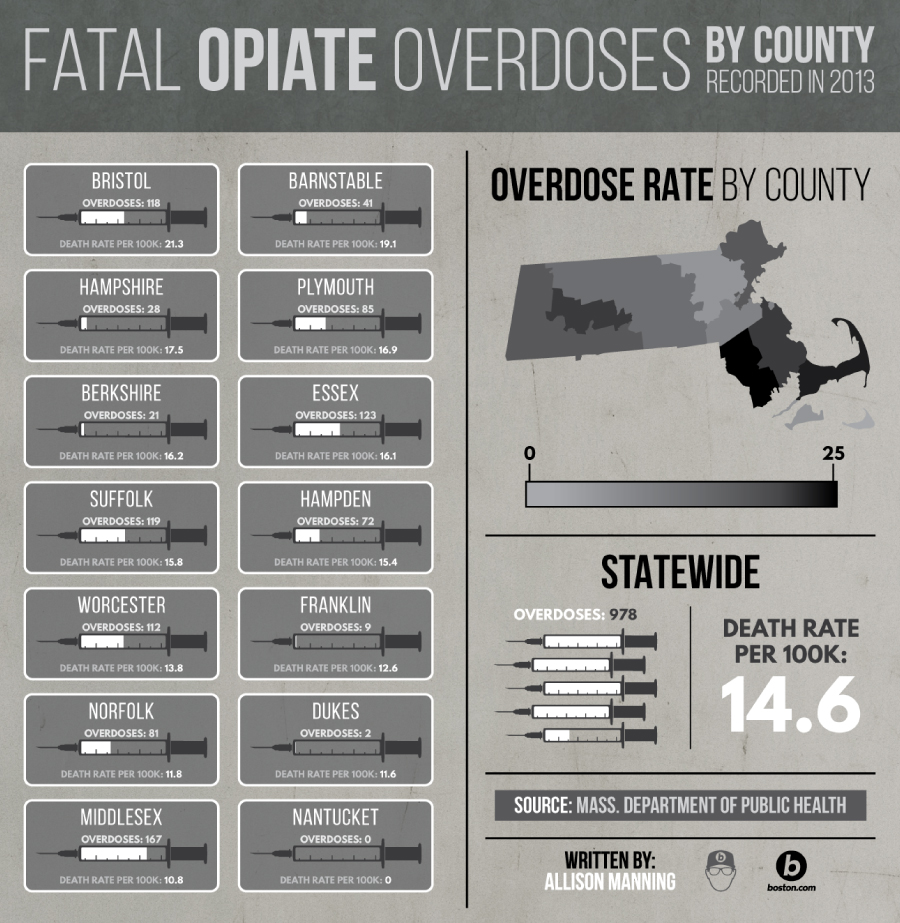 FATAL OPIATE OVERDOSES BY COUNTY
RECORDED IN 2013
BRISTOL
OVERDOSES: 118
DEATH RATE PER 100K: 21.3
BARNSTABLE
OVERDOSES: 41
DEATH RATE PER 100K: 19.1
HAMPSHIRE
OVERDOSES: 28
DEATH RATE PER 100K: 17.5
PLYMOUTH
OVERDOSES: 85
DEATH RATE PER 100K: 16.9
BERKSHIRE
OVERDOSES: 21
DEATH RATE PER 100K: 16.2
ESSEX
OVERDOSES: 123
DEATH RATE PER 100K: 16.1
SUFFOLK
OVERDOSES: 119
DEATH RATE PER 100K: 15.8
HAMPDEN
OVERDOSES: 72
DEATH RATE PER 100K: 15.4
WORCESTER
OVERDOSES: 112
DEATH RATE PER 100K: 13.8
FRANKLIN
OVERDOSES: 9
DEATH RATE PER 100K: 12.6
NORFOLK
OVERDOSES: 81
DEATH RATE PER 100K: 11.8
DUKES
OVERDOSES: 2
DEATH RATE PER 100K: 11.6
MIDDLESEX
OVERDOSES: 167
DEATH RATE PER 100K: 10.8
NANTUCKET
OVERDOSES: 0
DEATH RATE PER 100K: 0
OVERDOSE RATE BY COUNTY
0 25
STATEWIDE
OVERDOSES: 978
DEATH RATE
PER 100K:
14.6
SOURCE: MASS. DEPARTMENT OF PUBLIC HEALTH
WRITTEN BY:
ALLISON MANNING
b
b
boston.com